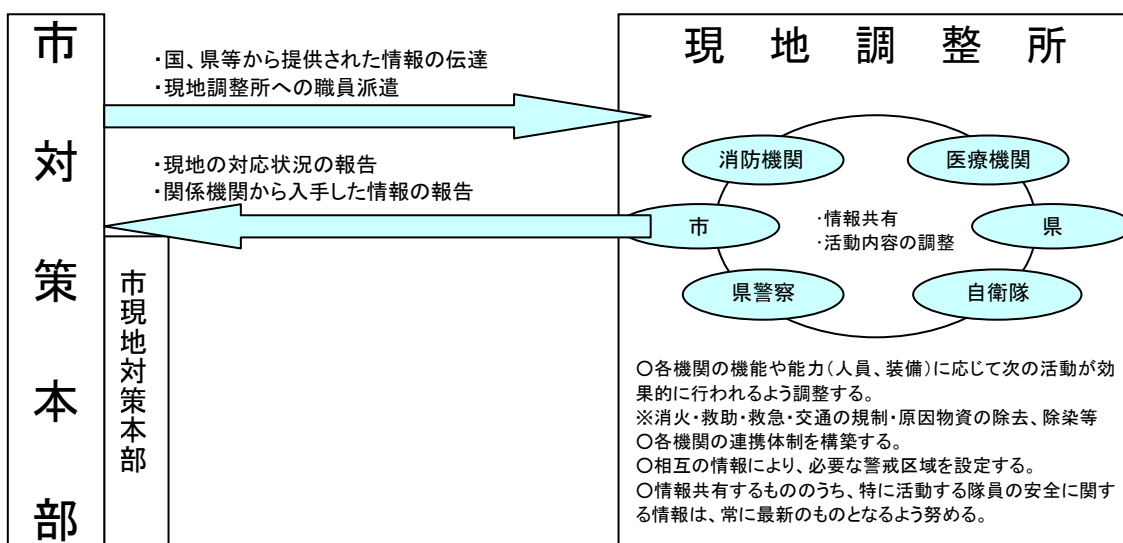 市対策本部
・国、県等から提供された情報の伝達
・現地調整所への職員派遣
・現地の対応状況の報告
・関係機関から入手した情報の報告
市現地対策本部
現地調整所
消防機関
医療機関
市
・情報共有
・活動内容の調整
県
県警察
自衛隊
○各機関の機能や能力(人員、装備)に応じて次の活動が効
果的に行われるよう調整する。
※消火・救助・救急・交通の規制・原因物資の除去、除染等
○各機関の連携体制を構築する。
○相互の情報により、必要な警戒区域を設定する。
○情報共有するもののうち、特に活動する隊員の安全に関す
る情報は、常に最新のものとなるよう努める。